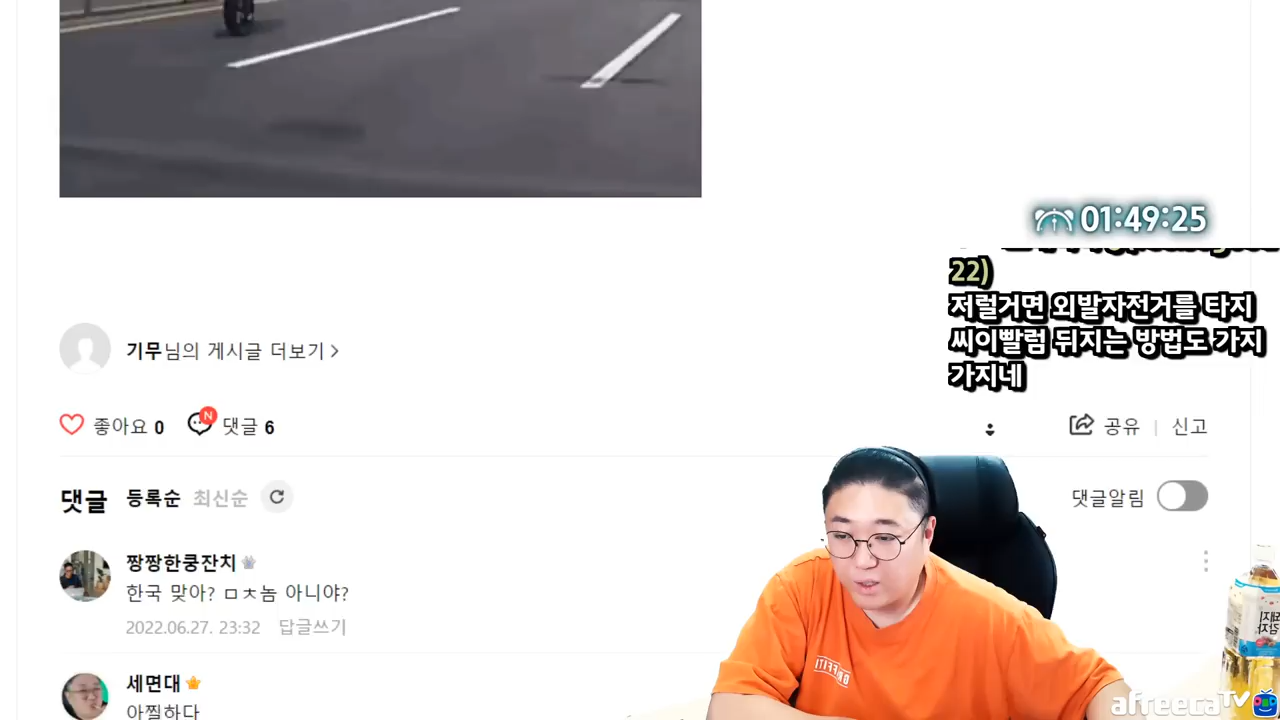 01:49:25
22)
저럴거면 외발자전거를 타지
씨이빨럼 뒤지는 방법도 가지
가지네
기무님의 게시글 더보기 >
좋아요 0 N 댓글 6
공유 | 신고
댓글 등록순 최신순
댓글알림
짱짱한쿵잔치
한국 맞아? ㅁㅊ놈 아니야?
2022.06.27. 23:32 답글쓰기
세면대
아찔하다
afreecaTV